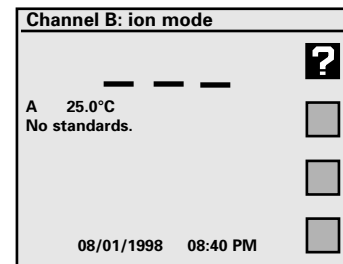 Channel B: ion mode
?
— — —
A 25.0°C
No standards.
08/01/1998 08:40 PM